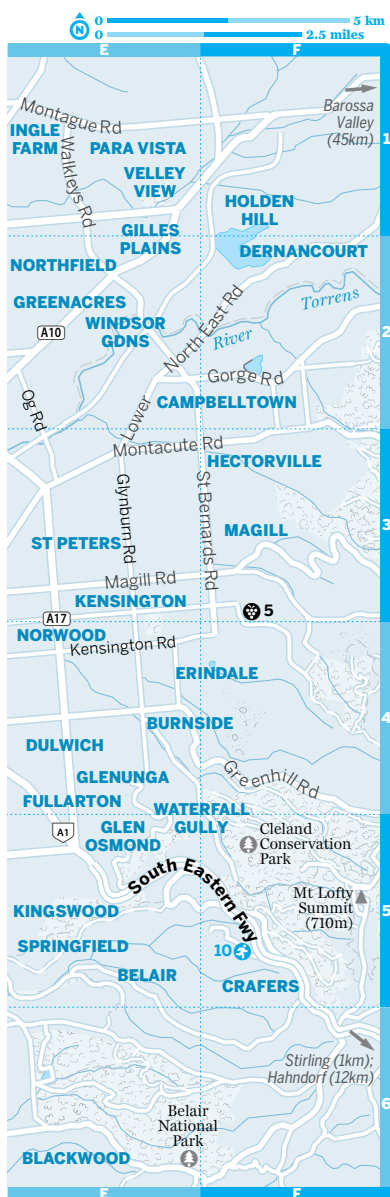 0 5 km
N
0 2.5 miles
E F
Montague Rd
Barossa
Valley
(45km)
1
INGLE
FARM
Walkleys Rd
PARA VISTA
VELLEY
VIEW
HOLDEN
HILL
GILLES
PLAINS
DERNANCOURT
NORTHFIELD
GREENACRES
Torrens
River
A10
WINDSOR
GDNS
2
Lower North East Rd
Gorge Rd
Og Rd
CAMPBELLTOWN
Montacute Rd
HECTORVILLE
Glynburn Rd
St Bernards Rd
3
MAGILL
ST PETERS
Magill Rd
KENSINGTON
5
A17
NORWOOD
Kensington Rd
ERINDALE
BURNSIDE
4
DULWICH
GLENUNGA
Greenhill Rd
FULLARTON
WATERFALL
GULLY
A1
GLEN
OSMOND
Cleland
Conservation
Park
South Eastern Fwy
Mt Lofty
Summit
(710m)
KINGSWOOD
5
SPRINGFIELD
10
BELAIR
CRAFERS
Stirling (1km);
Hahndorf (12km)
6
Belair
National
Park
BLACKWOOD
E F